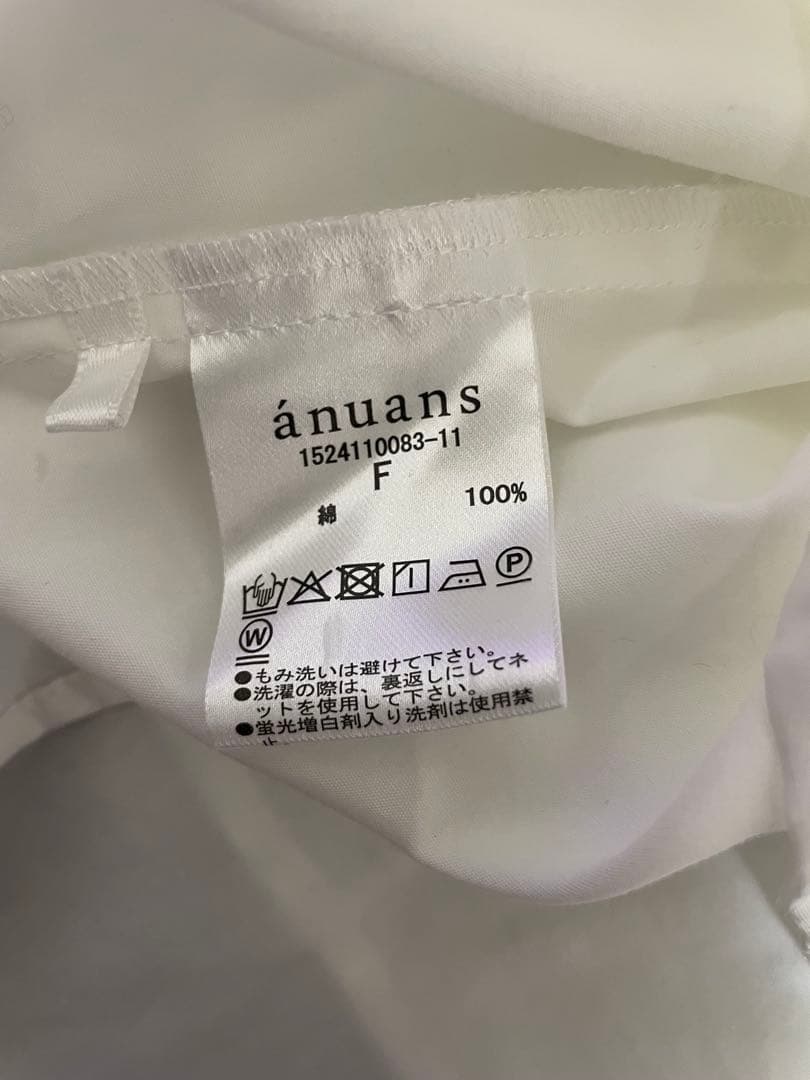 ánuans
1524110083-11
F
綿 100%
P
W
●もみ洗いは避けて下さい。
●洗濯の際は、裏返しにしてネ
ットを使用して下さい。
●蛍光増白剤入り洗剤は使用禁